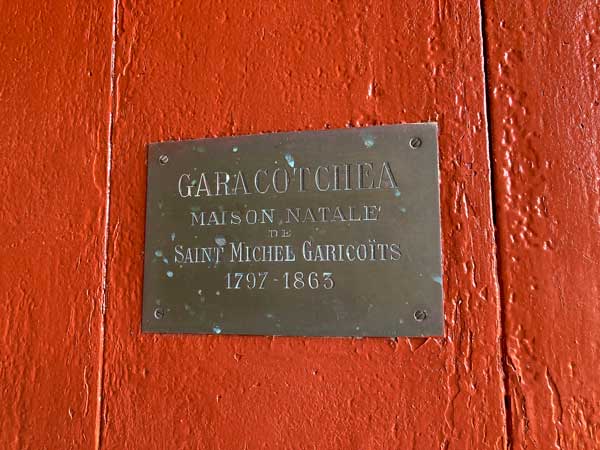 GARACOTCHEA
MAISON NATALE
DE
SAINT MICHEL GARICOÏTS
1797-1863